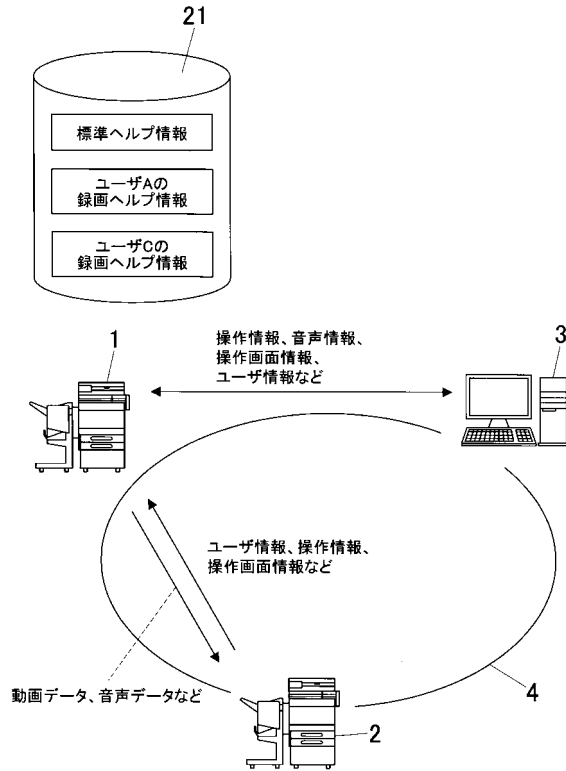 21
標準ヘルプ情報
ユーザAの
録画ヘルプ情報
ユーザCの
録画ヘルプ情報
1
操作情報、音声情報、
操作画面情報、
ユーザ情報など
3
ユーザ情報、操作情報、
操作画面情報など
動画データ、音声データなど
2
4